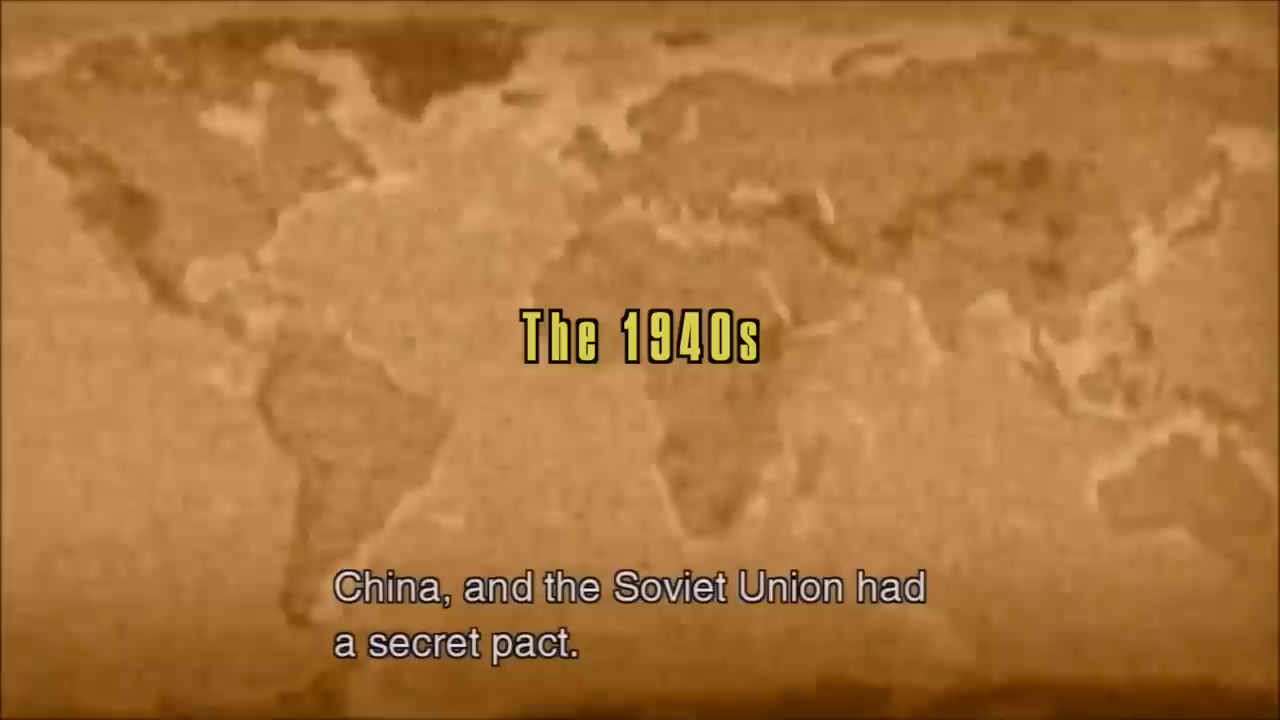 The 1940s
China, and the Soviet Union had
a secret pact.